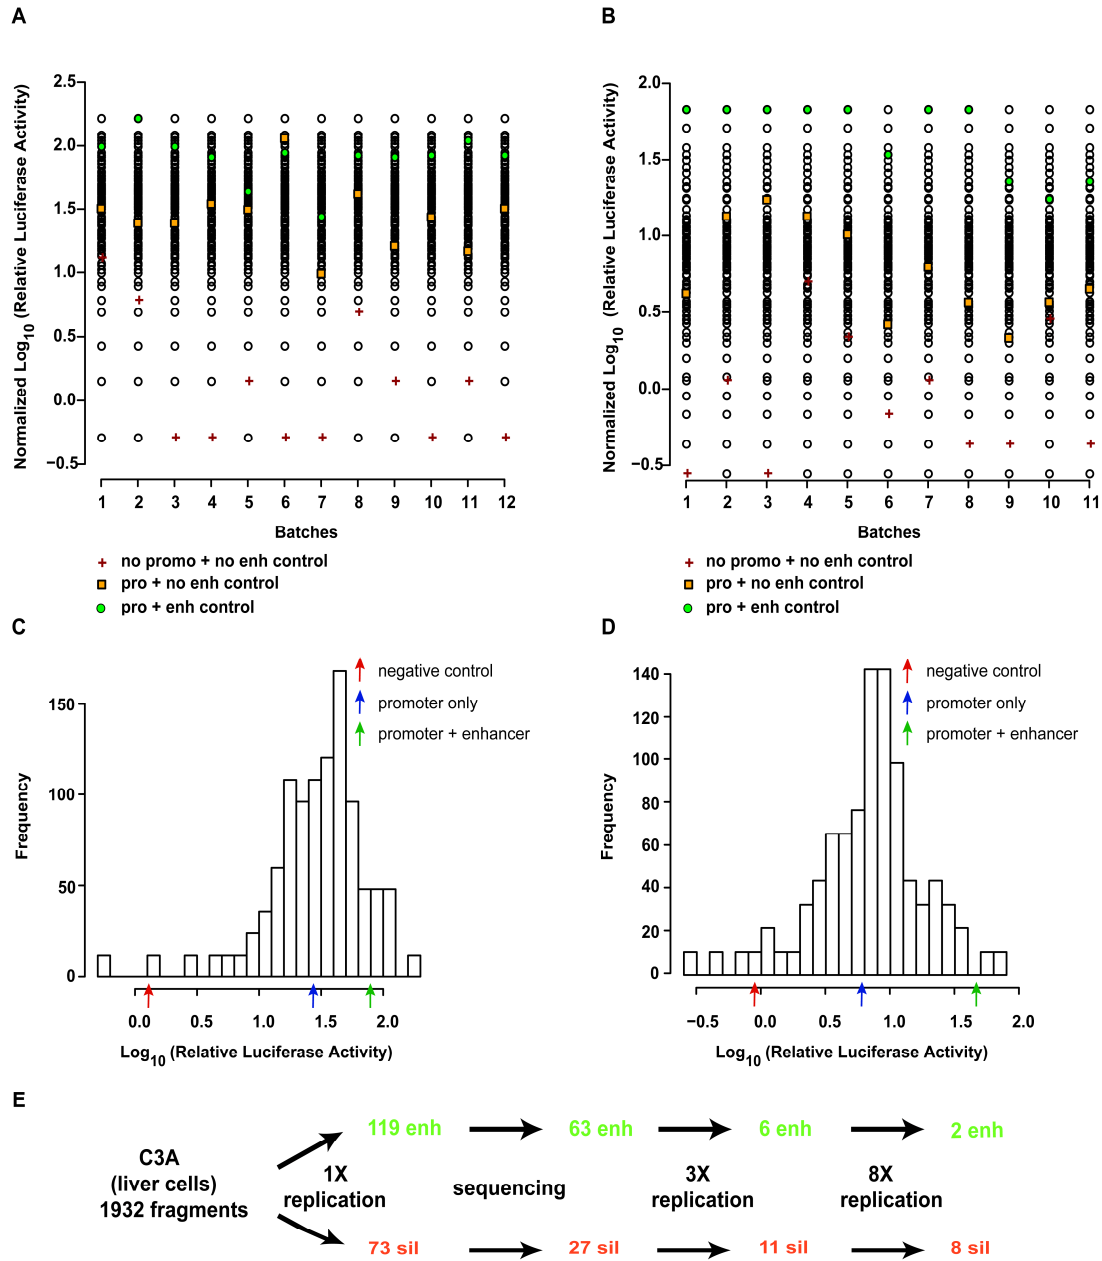 A
Normalized Log10 (Relative Luciferase Activity)
2.5
2.0
1.5
1.0
0.5
0.0
−0.5
1 2 3 4 5 6 7 8 9 10 11 12
Batches
no promo + no enh control
pro + no enh control
pro + enh control
B
Normalized Log10 (Relative Luciferase Activity)
2.0
1.5
1.0
0.5
0.0
−0.5
1 2 3 4 5 6 7 8 9 10 11
Batches
no promo + no enh control
pro + no enh control
pro + enh control
C
negative control
promoter only
promoter + enhancer
Frequency
150
100
50
0
0.0 0.5 1.0 1.5 2.0
Log10 (Relative Luciferase Activity)
D
negative control
promoter only
promoter + enhancer
Frequency
140
120
100
80
60
40
20
0
−0.5 0.0 0.5 1.0 1.5 2.0
Log10 (Relative Luciferase Activity)
E
119 enh 63 enh 6 enh 2 enh
C3A
(liver cells)
1932 fragments
1X
replication
sequencing
3X
replication
8X
replication
73 sil 27 sil 11 sil 8 sil